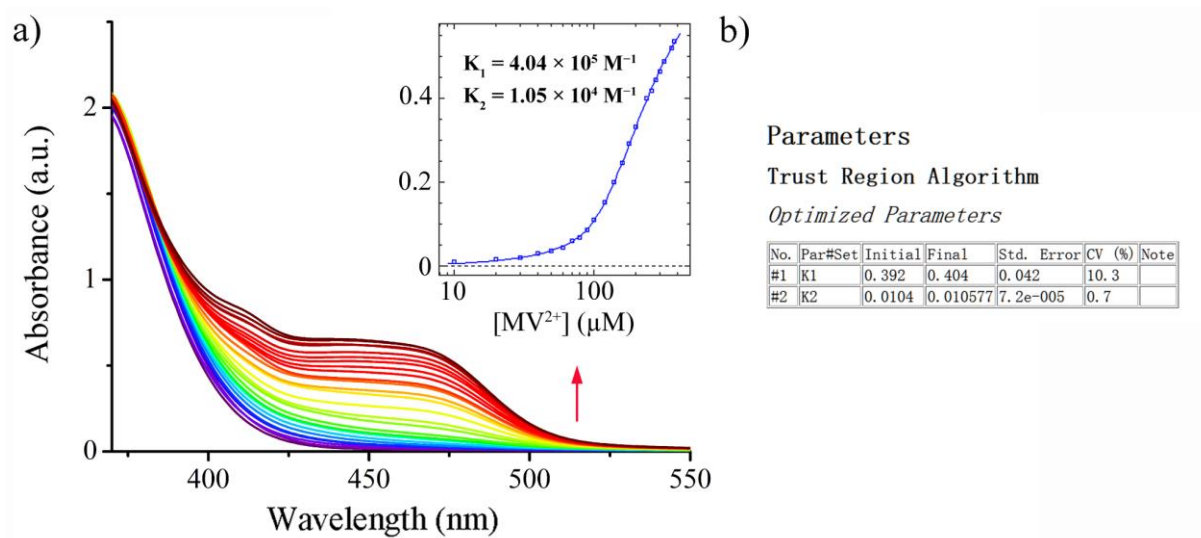 a)
b)
K₁ = 4.04 × 10⁵ M⁻¹
K₂ = 1.05 × 10⁴ M⁻¹
0.4
0.2
0
10 100
[MV²⁺] (μM)
2
1
0
Absorbance (a.u.)
400 450 500 550
Wavelength (nm)
Parameters
Trust Region Algorithm
Optimized Parameters
No. Par#Set Initial Final Std. Error CV (%) Note
#1 K1 0.392 0.404 0.042 10.3
#2 K2 0.0104 0.010577 7.2e-005 0.7